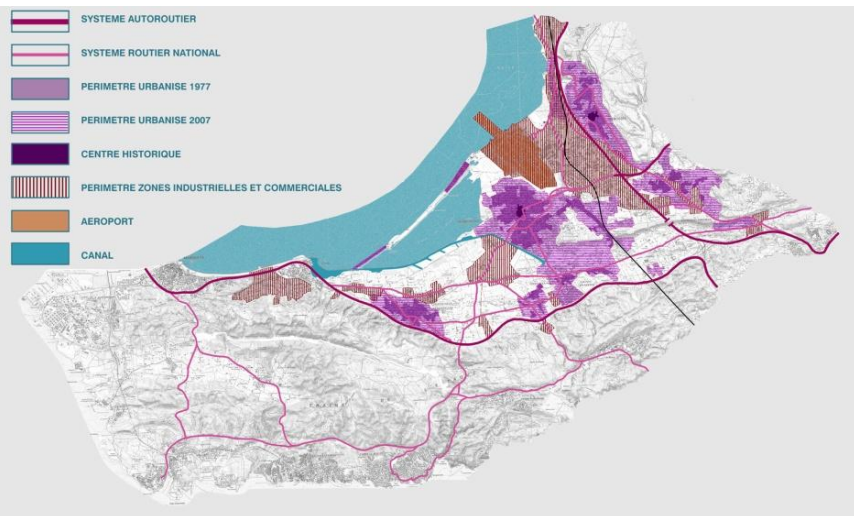 SYSTEME AUTOROUTIER
SYSTEME ROUTIER NATIONAL
PERIMETRE URBANISE 1977
PERIMETRE URBANISE 2007
CENTRE HISTORIQUE
PERIMETRE ZONES INDUSTRIELLES ET COMMERCIALES
AEROPORT
CANAL